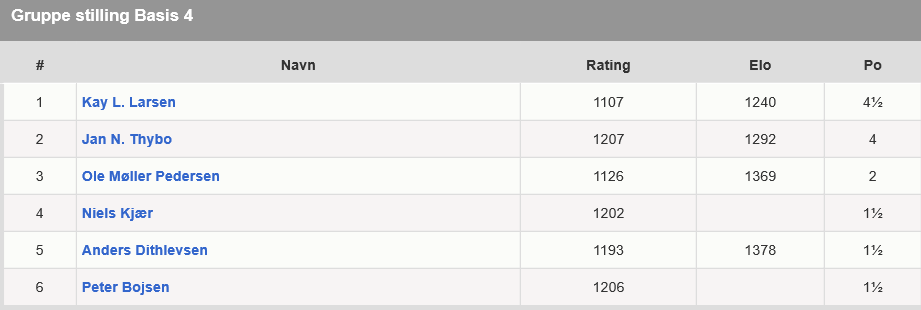 Gruppe stilling Basis 4
# Navn Rating Elo Po
1 Kay L. Larsen 1107 1240 4½
2 Jan N. Thybo 1207 1292 4
3 Ole Møller Pedersen 1126 1369 2
4 Niels Kjær 1202 1½
5 Anders Dithlevsen 1193 1378 1½
6 Peter Bojsen 1206 1½